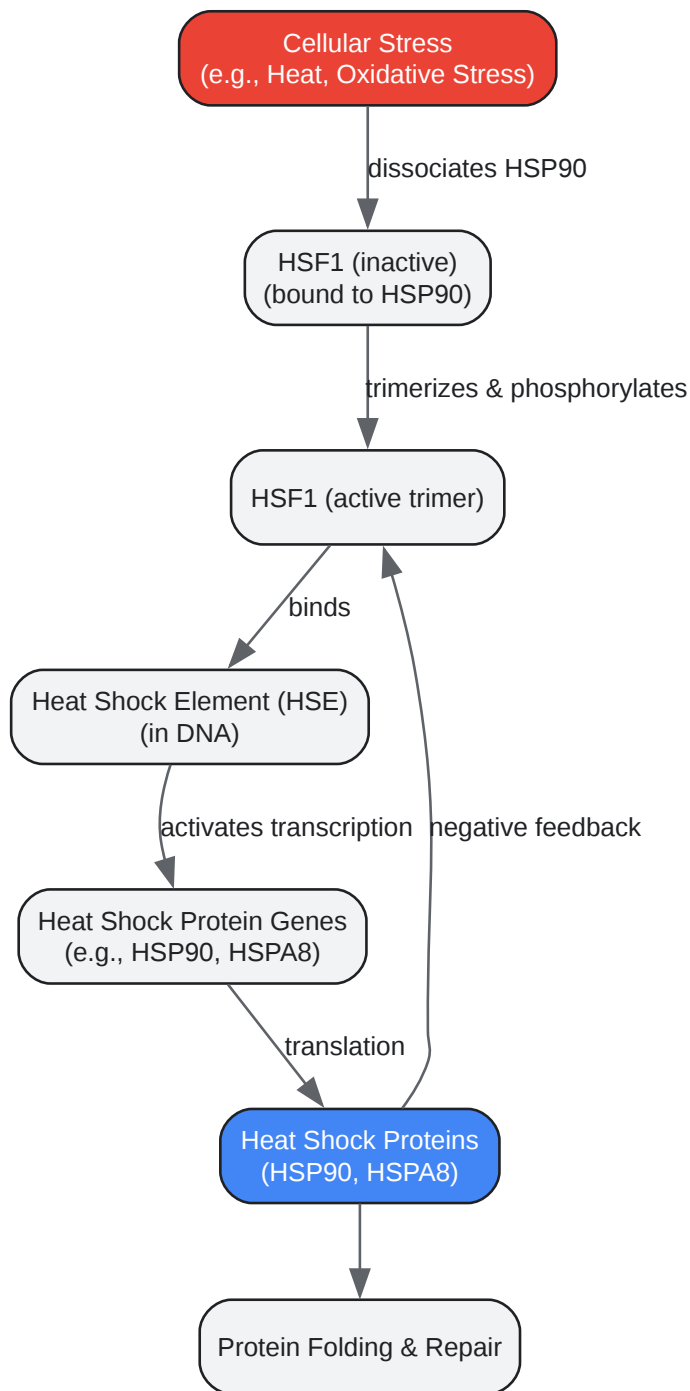 Cellular Stress
(e.g., Heat, Oxidative Stress)
dissociates HSP90
HSF1 (inactive)
(bound to HSP90)
trimerizes & phosphorylates
HSF1 (active trimer)
binds
Heat Shock Element (HSE)
(in DNA)
activates transcription
negative feedback
Heat Shock Protein Genes
(e.g., HSP90, HSPA8)
translation
Heat Shock Proteins
(HSP90, HSPA8)
Protein Folding & Repair